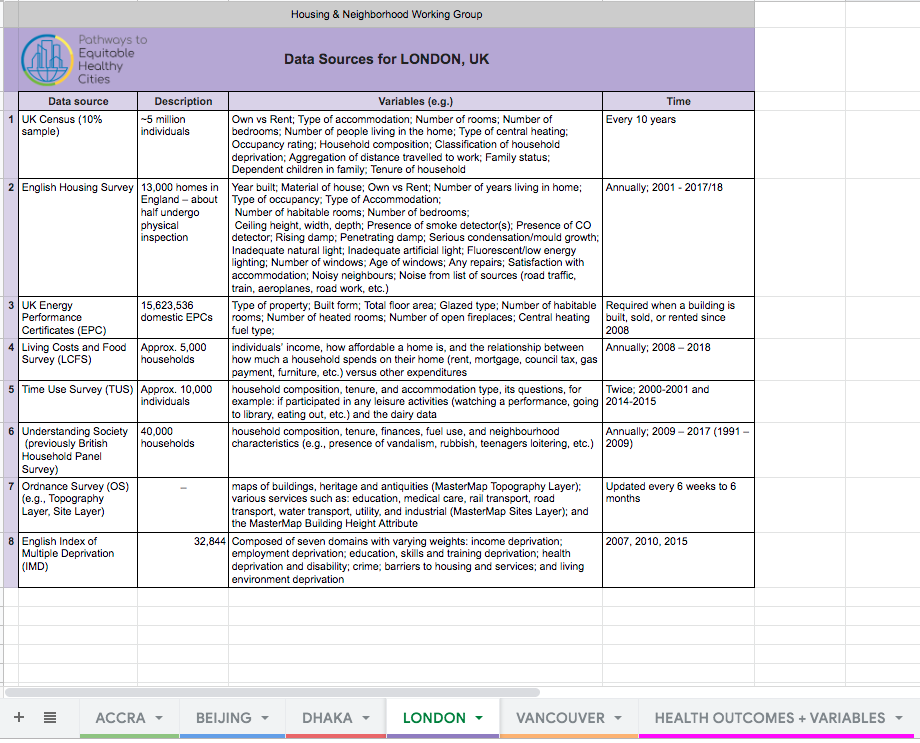 Housing & Neighborhood Working Group
Pathways to
Equitable
Healthy
Cities
Data Sources for LONDON, UK
Data source Description Variables (e.g.) Time
1 UK Census (10% ~5 million Own vs Rent; Type of accommodation; Number of rooms; Number of Every 10 years
sample) individuals bedrooms; Number of people living in the home; Type of central heating;
Occupancy rating; Household composition; Classification of household
deprivation; Aggregation of distance travelled to work; Family status;
Dependent children in family; Tenure of household
2 English Housing Survey 13,000 homes in Year built; Material of house; Own vs Rent; Number of years living in home; Annually; 2001 - 2017/18
England – about Type of occupancy; Type of Accommodation;
half undergo Number of habitable rooms; Number of bedrooms;
physical Ceiling height, width, depth; Presence of smoke detector(s); Presence of CO
inspection detector; Rising damp; Penetrating damp; Serious condensation/mould growth;
Inadequate natural light; Inadequate artificial light; Fluorescent/low energy
lighting; Number of windows; Age of windows; Any repairs; Satisfaction with
accommodation; Noisy neighbours; Noise from list of sources (road traffic,
train, aeroplanes, road work, etc.)
3 UK Energy 15,623,536 Type of property; Built form; Total floor area; Glazed type; Number of habitable Required when a building is
Performance domestic EPCs rooms; Number of heated rooms; Number of open fireplaces; Central heating built, sold, or rented since
Certificates (EPC) fuel type; 2008
4 Living Costs and Food Approx. 5,000 individuals' income, how affordable a home is, and the relationship between Annually; 2008 – 2018
Survey (LCFS) households how much a household spends on their home (rent, mortgage, council tax, gas
payment, furniture, etc.) versus other expenditures
5 Time Use Survey (TUS) Approx. 10,000 household composition, tenure, and accommodation type, its questions, for Twice; 2000-2001 and
individuals example: if participated in any leisure activities (watching a performance, going 2014-2015
to library, eating out, etc.) and the dairy data
6 Understanding Society 40,000 household composition, tenure, finances, fuel use, and neighbourhood Annually; 2009 – 2017 (1991 –
(previously British households characteristics (e.g., presence of vandalism, rubbish, teenagers loitering, etc.) 2009)
Household Panel
Survey)
7 Ordnance Survey (OS) – maps of buildings, heritage and antiquities (MasterMap Topography Layer); Updated every 6 weeks to 6
(e.g., Topography various services such as: education, medical care, rail transport, road months
Layer, Site Layer) transport, water transport, utility, and industrial (MasterMap Sites Layer); and
the MasterMap Building Height Attribute
8 English Index of 32,844 Composed of seven domains with varying weights: income deprivation; 2007, 2010, 2015
Multiple Deprivation employment deprivation; education, skills and training deprivation; health
(IMD) deprivation and disability; crime; barriers to housing and services; and living
environment deprivation
+ ACCRA BEIJING DHAKA LONDON VANCOUVER HEALTH OUTCOMES + VARIABLES